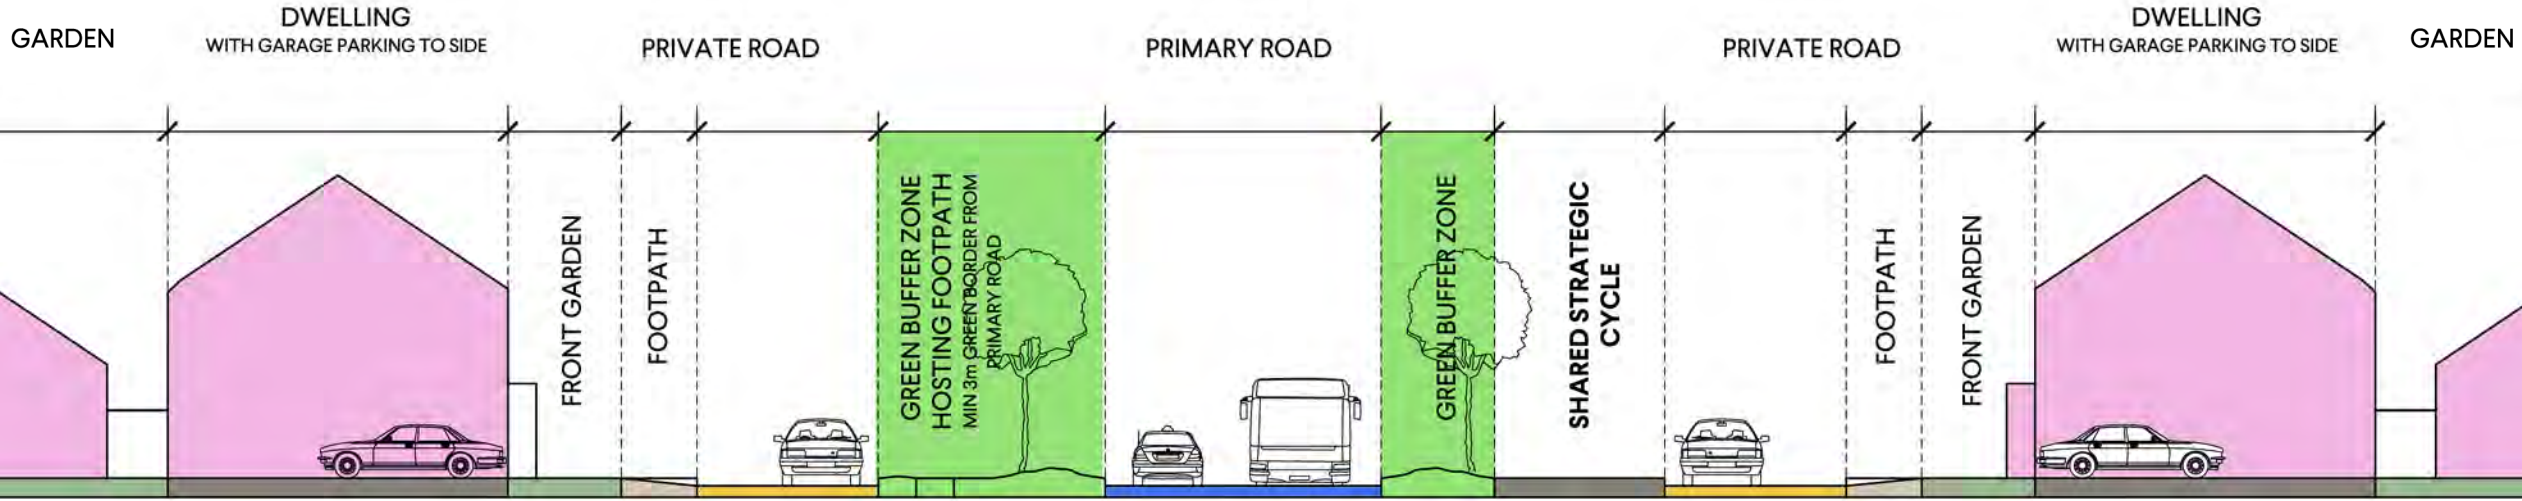 GARDEN
DWELLING
WITH GARAGE PARKING TO SIDE
PRIVATE ROAD
PRIMARY ROAD
PRIVATE ROAD
DWELLING
WITH GARAGE PARKING TO SIDE
GARDEN
FRONT GARDEN
FOOTPATH
GREEN BUFFER ZONE
HOSTING FOOTPATH
MIN 3m GREEN BORDER FROM
PRIMARY ROAD
GREEN BUFFER ZONE
SHARED STRATEGIC
CYCLE
FOOTPATH
FRONT GARDEN